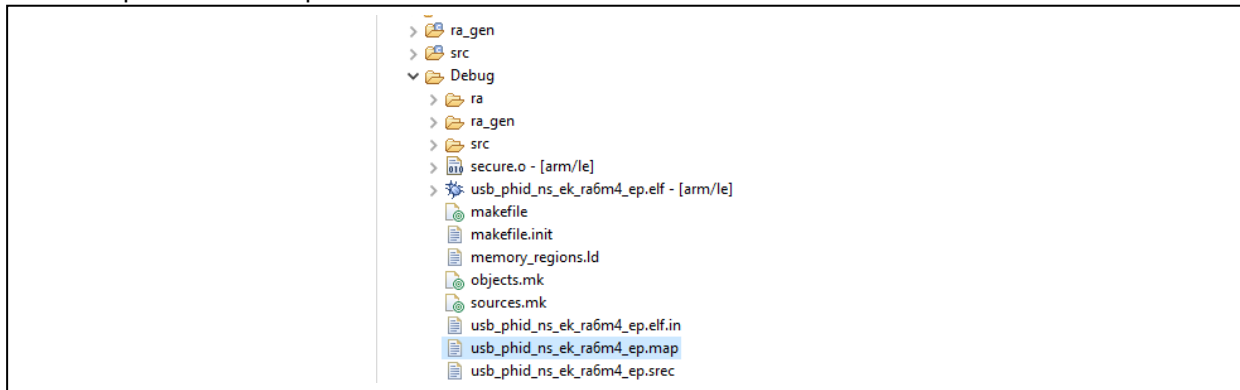 ra_gen
src
Debug
ra
ra_gen
src
secure.o - [arm/le]
usb_phid_ns_ek_ra6m4_ep.elf - [arm/le]
makefile
makefile.init
memory_regions.ld
objects.mk
sources.mk
usb_phid_ns_ek_ra6m4_ep.elf.in
usb_phid_ns_ek_ra6m4_ep.map
usb_phid_ns_ek_ra6m4_ep.srec